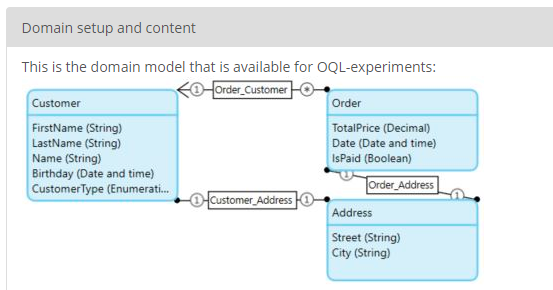 Domain setup and content
This is the domain model that is available for OQL-experiments:
Customer
FirstName (String)
LastName (String)
Name (String)
Birthday (Date and time)
CustomerType (Enumerati...
1 Order_Customer *
Order
TotalPrice (Decimal)
Date (Date and time)
IsPaid (Boolean)
1 Order_Address 1
1 Customer_Address 1
Address
Street (String)
City (String)